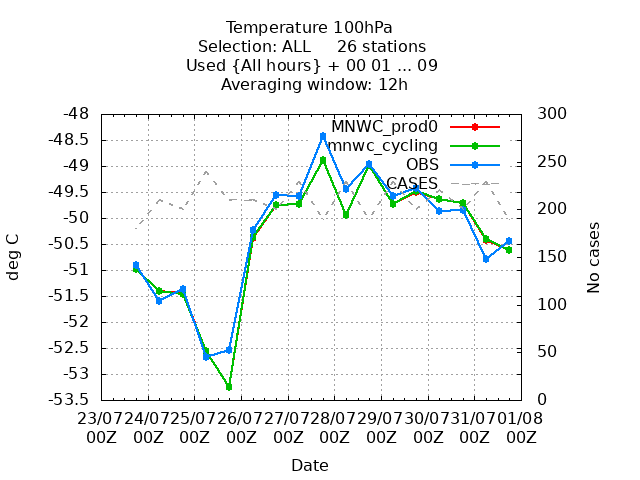 Temperature 100hPa
Selection: ALL     26 stations
Used {All hours} + 00 01 ... 09
Averaging window: 12h
-48
-48.5
-49
-49.5
-50
-50.5
-51
-51.5
-52
-52.5
-53
-53.5
deg C
MNWC_prod0
mnwc_cycling
OBS
CASES
300
250
200
150
100
50
0
No cases
23/07 24/07 25/07 26/07 27/07 28/07 29/07 30/07 31/07 01/08
00Z 00Z 00Z 00Z 00Z 00Z 00Z 00Z 00Z 00Z
Date